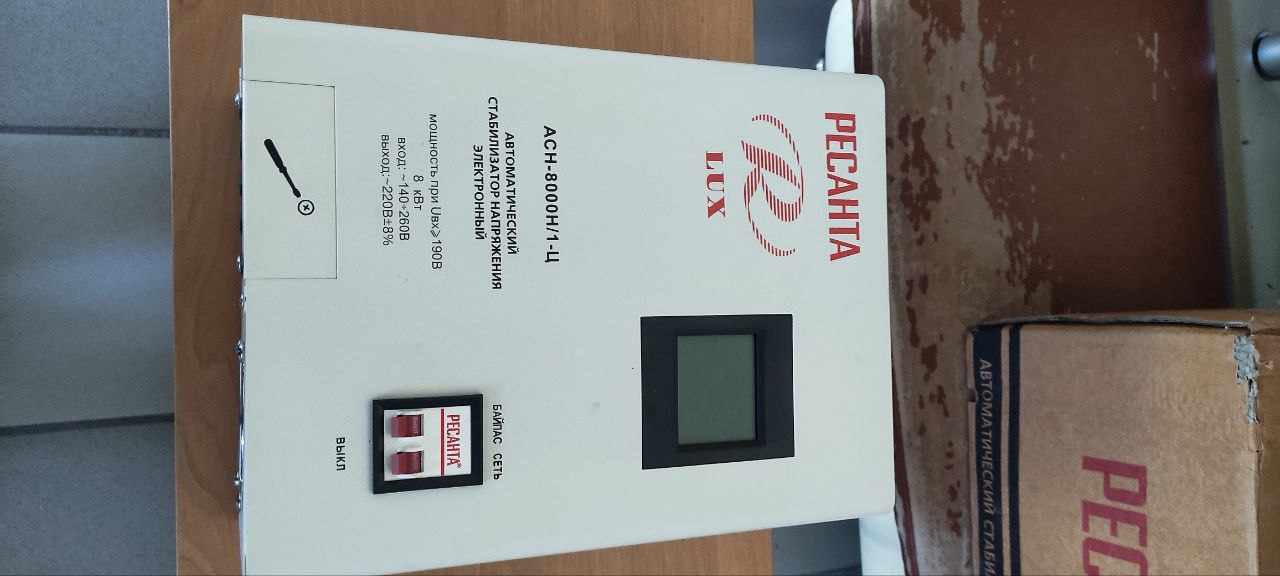 РЕСАНТА
R
LUX
АСН-8000Н/1-Ц
АВТОМАТИЧЕСКИЙ
СТАБИЛИЗАТОР НАПРЯЖЕНИЯ
ЭЛЕКТРОННЫЙ
мощность при Uвх⩾190В
8 кВт
вход: ~140÷260В
выход:~220В±8%
БАЙПАС СЕТЬ
РЕСАНТА®
ВЫКЛ
АВТОМАТИЧЕСКИЙ СТАБИЛ
РЕС